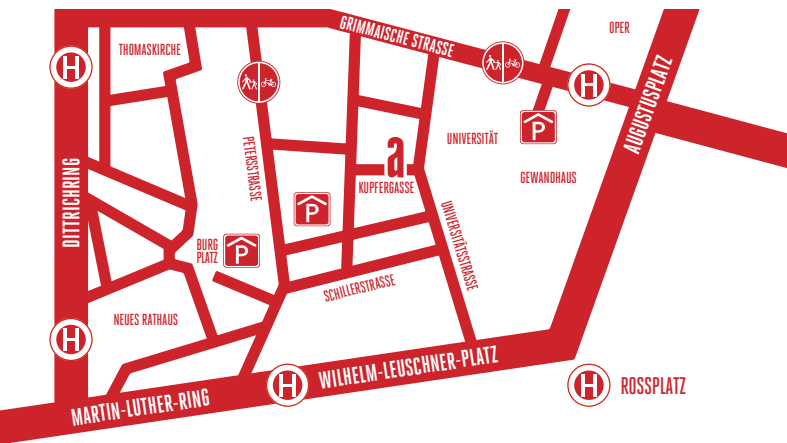 GRIMMAISCHE STRASSE
OPER
THOMASKIRCHE
H
H
AUGUSTUSPLATZ
P
UNIVERSITÄT
PETERSSTRASSE
a
KUPFERGASSE
GEWANDHAUS
DITTRICHRING
P
UNIVERSITÄTSSTRASSE
BURG
PLATZ
P
SCHILLERSTRASSE
NEUES RATHAUS
H
WILHELM-LEUSCHNER-PLATZ
H
H
ROSSPLATZ
MARTIN-LUTHER-RING